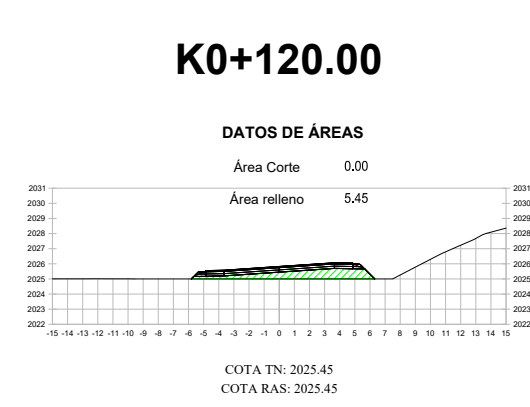 K0+120.00
DATOS DE ÁREAS
Área Corte 0.00
Área relleno 5.45
2031 2031
2030 2030
2029 2029
2028 2028
2027 2027
2026 2026
2025 2025
2024 2024
2023 2023
2022 2022
-15 -14 -13 -12 -11 -10 -9 -8 -7 -6 -5 -4 -3 -2 -1 0 1 2 3 4 5 6 7 8 9 10 11 12 13 14 15
COTA TN: 2025.45
COTA RAS: 2025.45